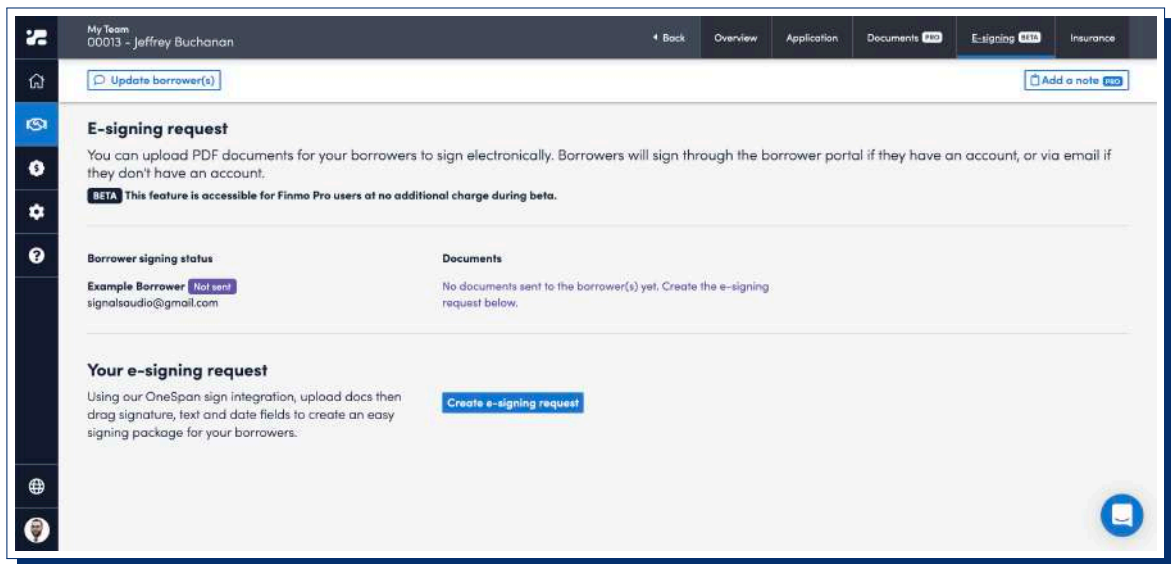 My Team
00013 - Jeffrey Buchanan
Back
Overview
Application
Documents PRO
E-signing BETA
Insurance
Update borrower(s)
Add a note PRO
E-signing request
You can upload PDF documents for your borrowers to sign electronically. Borrowers will sign through the borrower portal if they have an account, or via email if
they don't have an account.
BETA This feature is accessible for Finmo Pro users at no additional charge during beta.
Borrower signing status
Documents
Example Borrower Not sent
signalsaudio@gmail.com
No documents sent to the borrower(s) yet. Create the e-signing
request below.
Your e-signing request
Using our OneSpan sign integration, upload docs then
drag signature, text and date fields to create an easy
signing package for your borrowers.
Create e-signing request